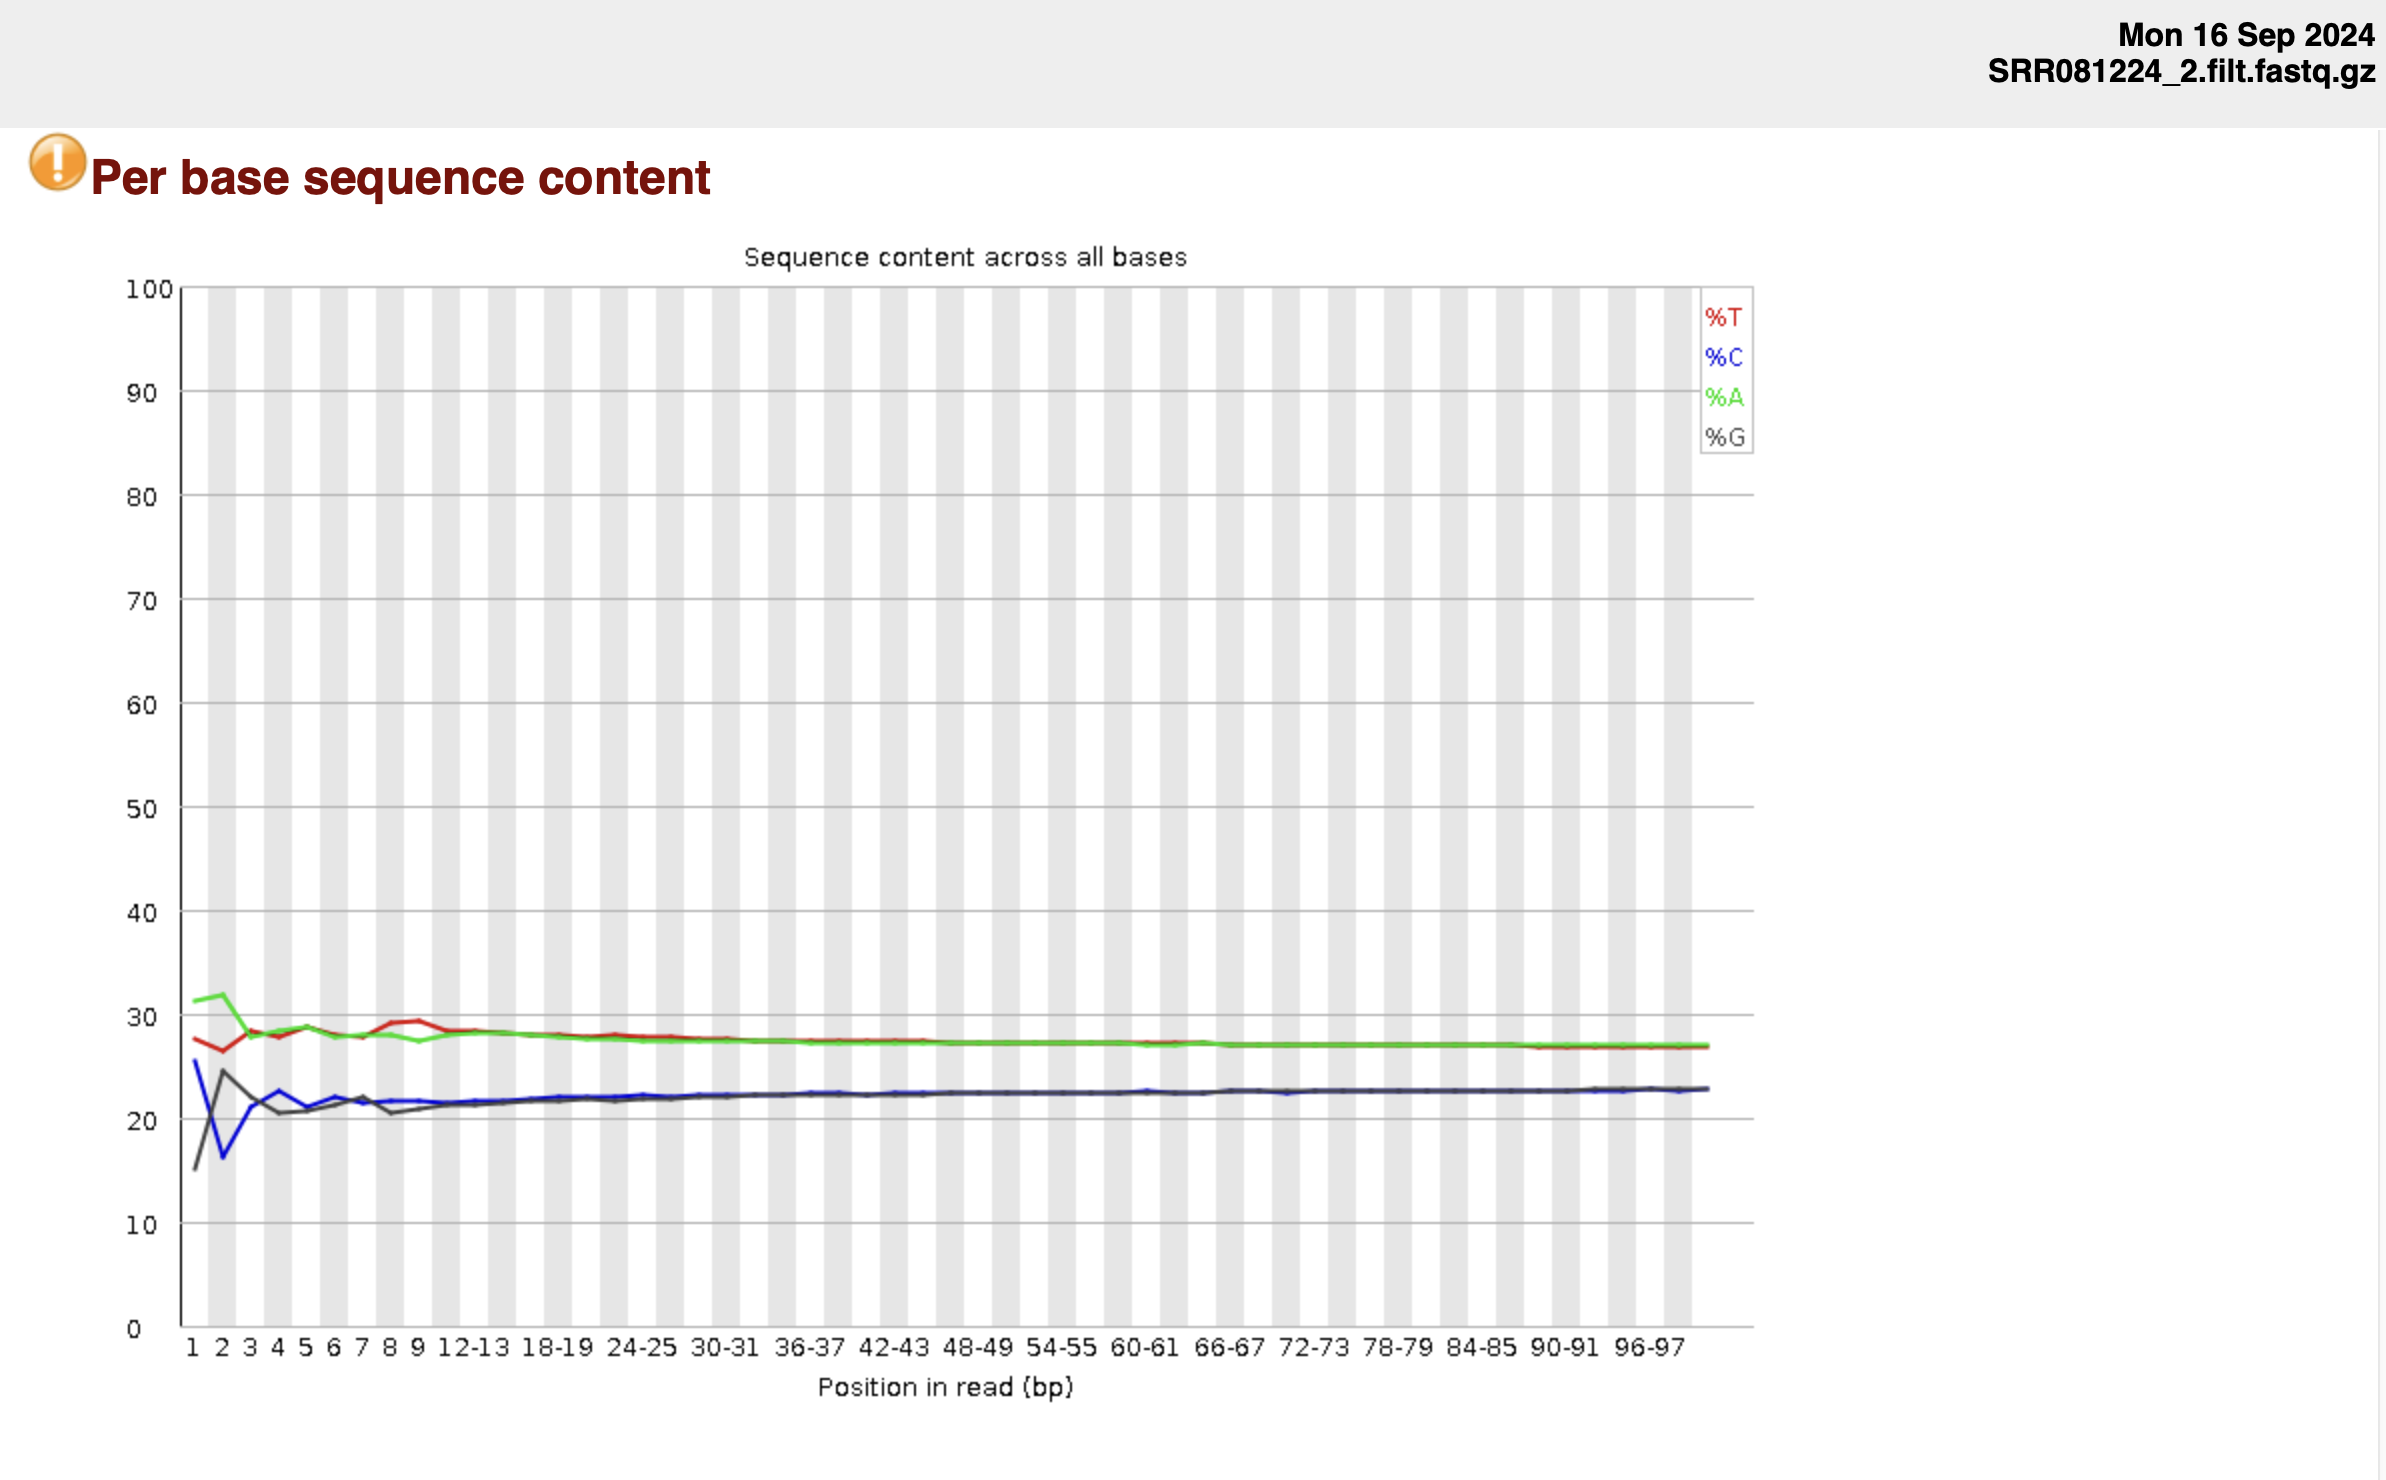 Mon 16 Sep 2024
SRR081224_2.filt.fastq.gz
Per base sequence content
Sequence content across all bases
%T
%C
%A
%G
100
90
80
70
60
50
40
30
20
10
0
1 2 3 4 5 6 7 8 9 12-13 18-19 24-25 30-31 36-37 42-43 48-49 54-55 60-61 66-67 72-73 78-79 84-85 90-91 96-97
Position in read (bp)